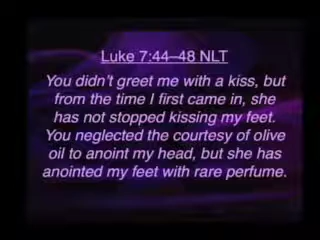 Luke 7:44–48 NLT
You didn't greet me with a kiss, but
from the time I first came in, she
has not stopped kissing my feet.
You neglected the courtesy of olive
oil to anoint my head, but she has
anointed my feet with rare perfume.